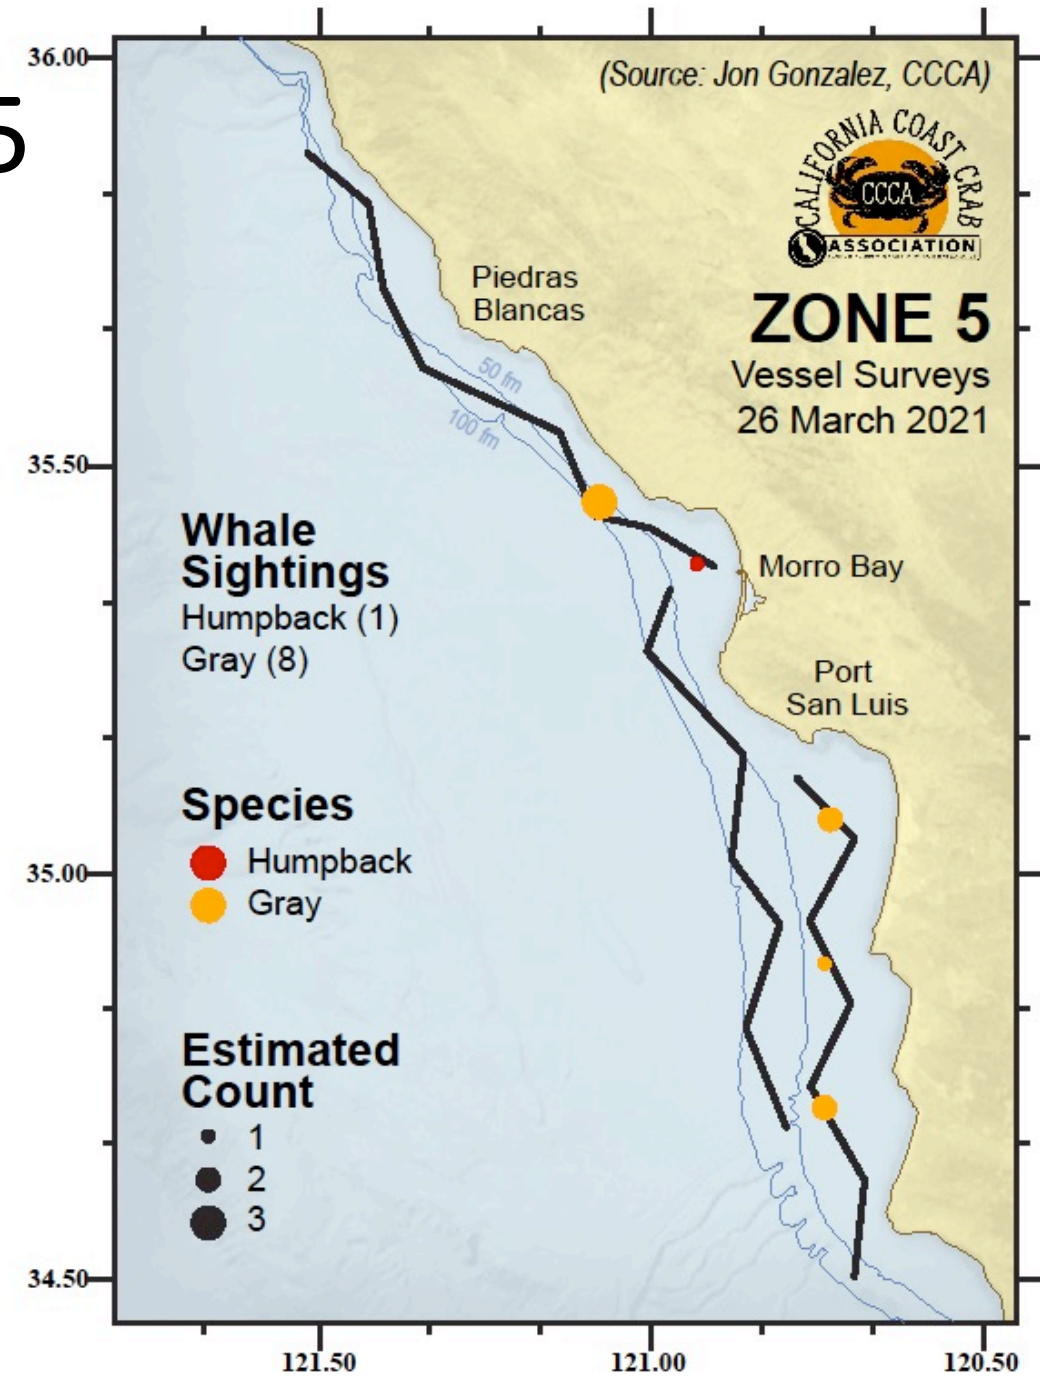 5
36.00
(Source: Jon Gonzalez, CCCA)
CALIFORNIA COAST CRAB
CCCA
ASSOCIATION
Piedras
Blancas
ZONE 5
Vessel Surveys
26 March 2021
50 fm
100 fm
35.50
Whale
Sightings
Humpback (1)
Gray (8)
Morro Bay
Port
San Luis
Species
Humpback
Gray
35.00
Estimated
Count
1
2
3
34.50
121.50
121.00
120.50